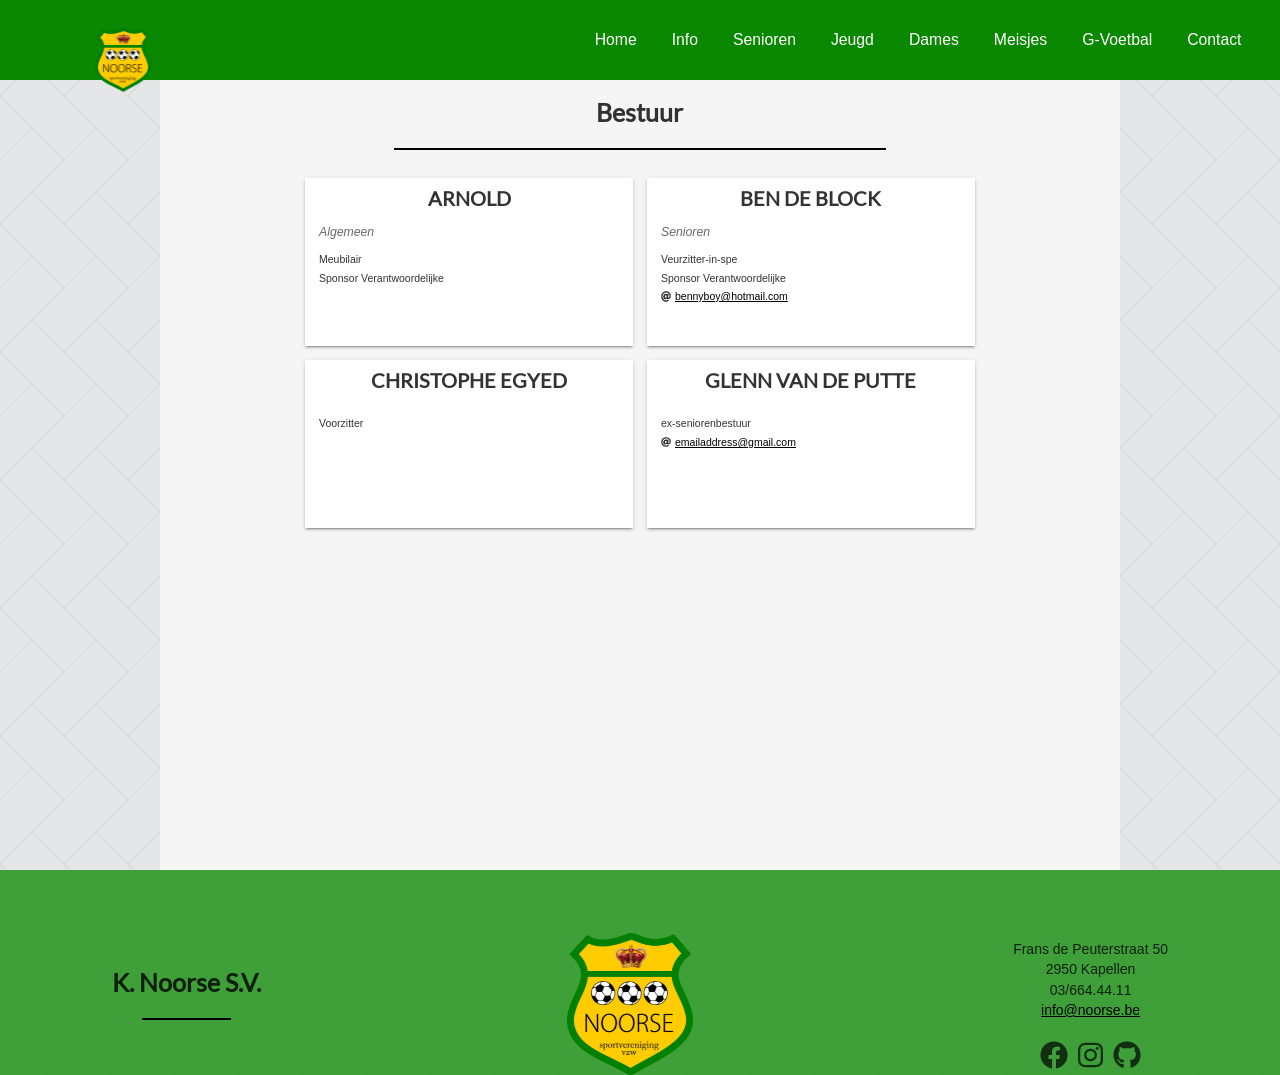 Home Info Senioren Jeugd Dames Meisjes G-Voetbal Contact
NOORSE
sportvereniging
vzw
Bestuur
ARNOLD
Algemeen
Meubilair
Sponsor Verantwoordelijke
BEN DE BLOCK
Senioren
Veurzitter-in-spe
Sponsor Verantwoordelijke
@ bennyboy@hotmail.com
CHRISTOPHE EGYED
Voorzitter
GLENN VAN DE PUTTE
ex-seniorenbestuur
@ emailaddress@gmail.com
K. Noorse S.V.
NOORSE
sportvereniging
vzw
Frans de Peuterstraat 50
2950 Kapellen
03/664.44.11
info@noorse.be